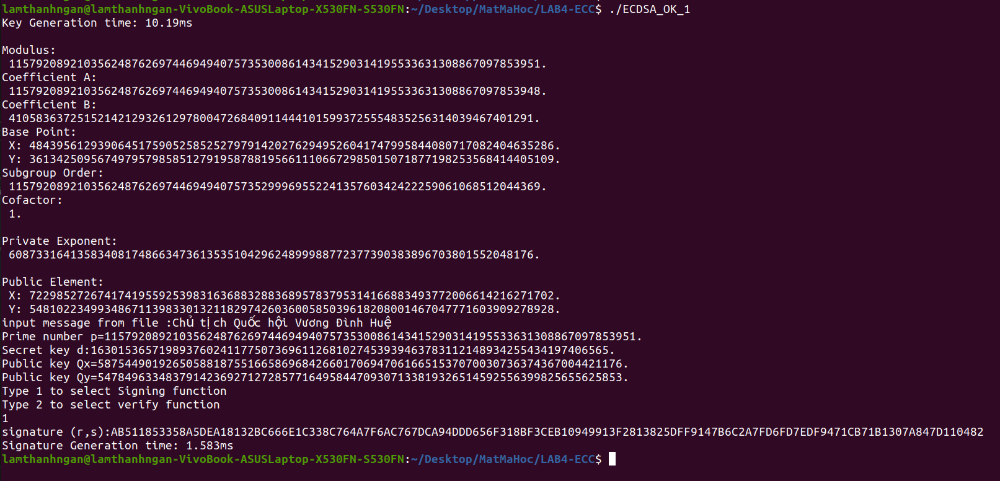 lamthanhngan@lamthanhngan-VivoBook-ASUSLaptop-X530FN-S530FN:~/Desktop/MatMaHoc/LAB4-ECC$ ./ECDSA_OK_1
Key Generation time: 10.19ms
Modulus:
115792089210356248762697446949407573530086143415290314195533631308867097853951.
Coefficient A:
115792089210356248762697446949407573530086143415290314195533631308867097853948.
Coefficient B:
41058363725152142129326129780047268409114441015993725554835256314039467401291.
Base Point:
X: 48439561293906451759052585252797914202762949526041747995844080717082404635286.
Y: 36134250956749795798585127919587881956611106672985015071877198253568414405109.
Subgroup Order:
115792089210356248762697446949407573529996955224135760342422259061068512044369.
Cofactor:
1.
Private Exponent:
60873316413583408174866347361353510429624899988772377390383896703801552048176.
Public Element:
X: 72298527267417419559253983163688328836895783795314166883493772006614216271702.
Y: 54810223499348671139833013211829742603600585039618208001467047771603909278928.
input message from file :Chủ tịch Quốc hội Vương Đình Huệ
Prime number p=115792089210356248762697446949407573530086143415290314195533631308867097853951.
Secret key d:16301536571989376024117750736961126810274539394637831121489342554341974​06565.
Public key Qx=58754490192650588187551665869684266017069470616651537070030736374367004421176.
Public key Qy=54784963348379142369271272857716495844709307133819326514592556399825655625853.
Type 1 to select Signing function
Type 2 to select verify function
1
signature (r,s):AB511853358A5DEA18132BC666E1C338C764A7F6AC767DCA94DDD656F318BF3CEB10949913F2813825DFF9147B6C2A7FD6FD7EDF9471CB71B1307A847D110482
Signature Generation time: 1.583ms
lamthanhngan@lamthanhngan-VivoBook-ASUSLaptop-X530FN-S530FN:~/Desktop/MatMaHoc/LAB4-ECC$